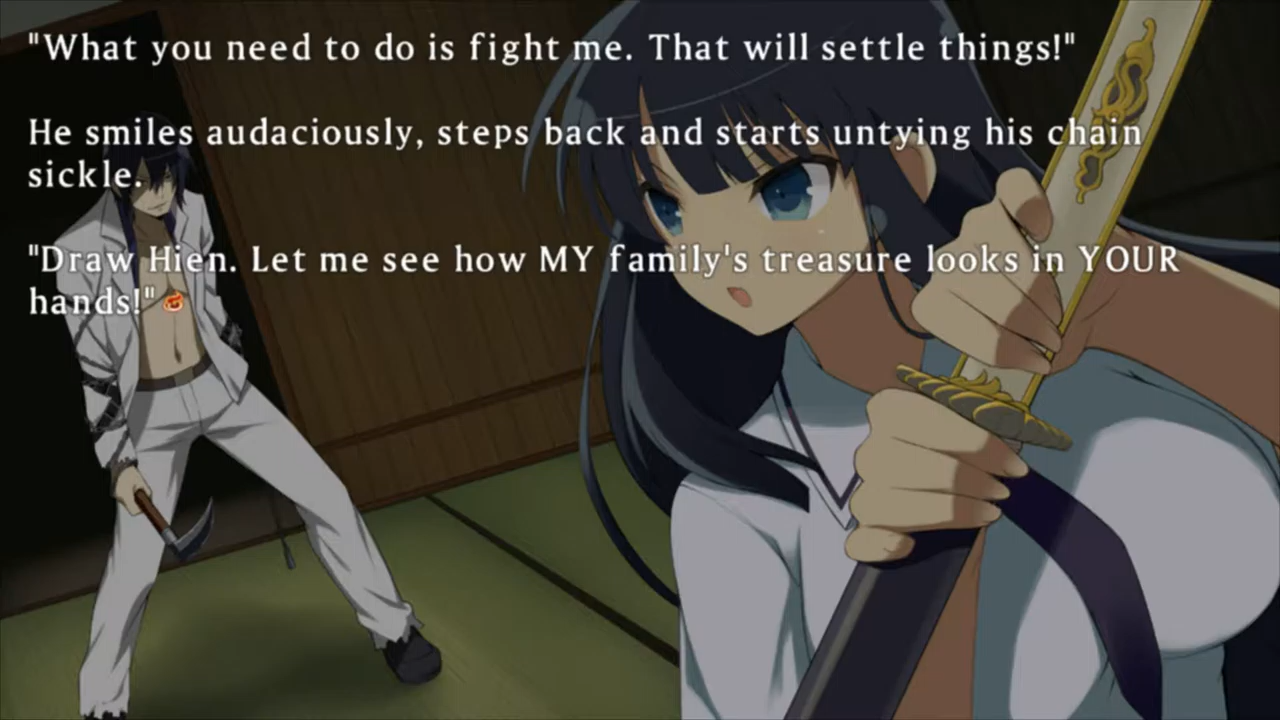 "What you need to do is fight me. That will settle things!"
He smiles audaciously, steps back and starts untying his chain
sickle.
"Draw Hien. Let me see how MY family's treasure looks in YOUR
hands!"